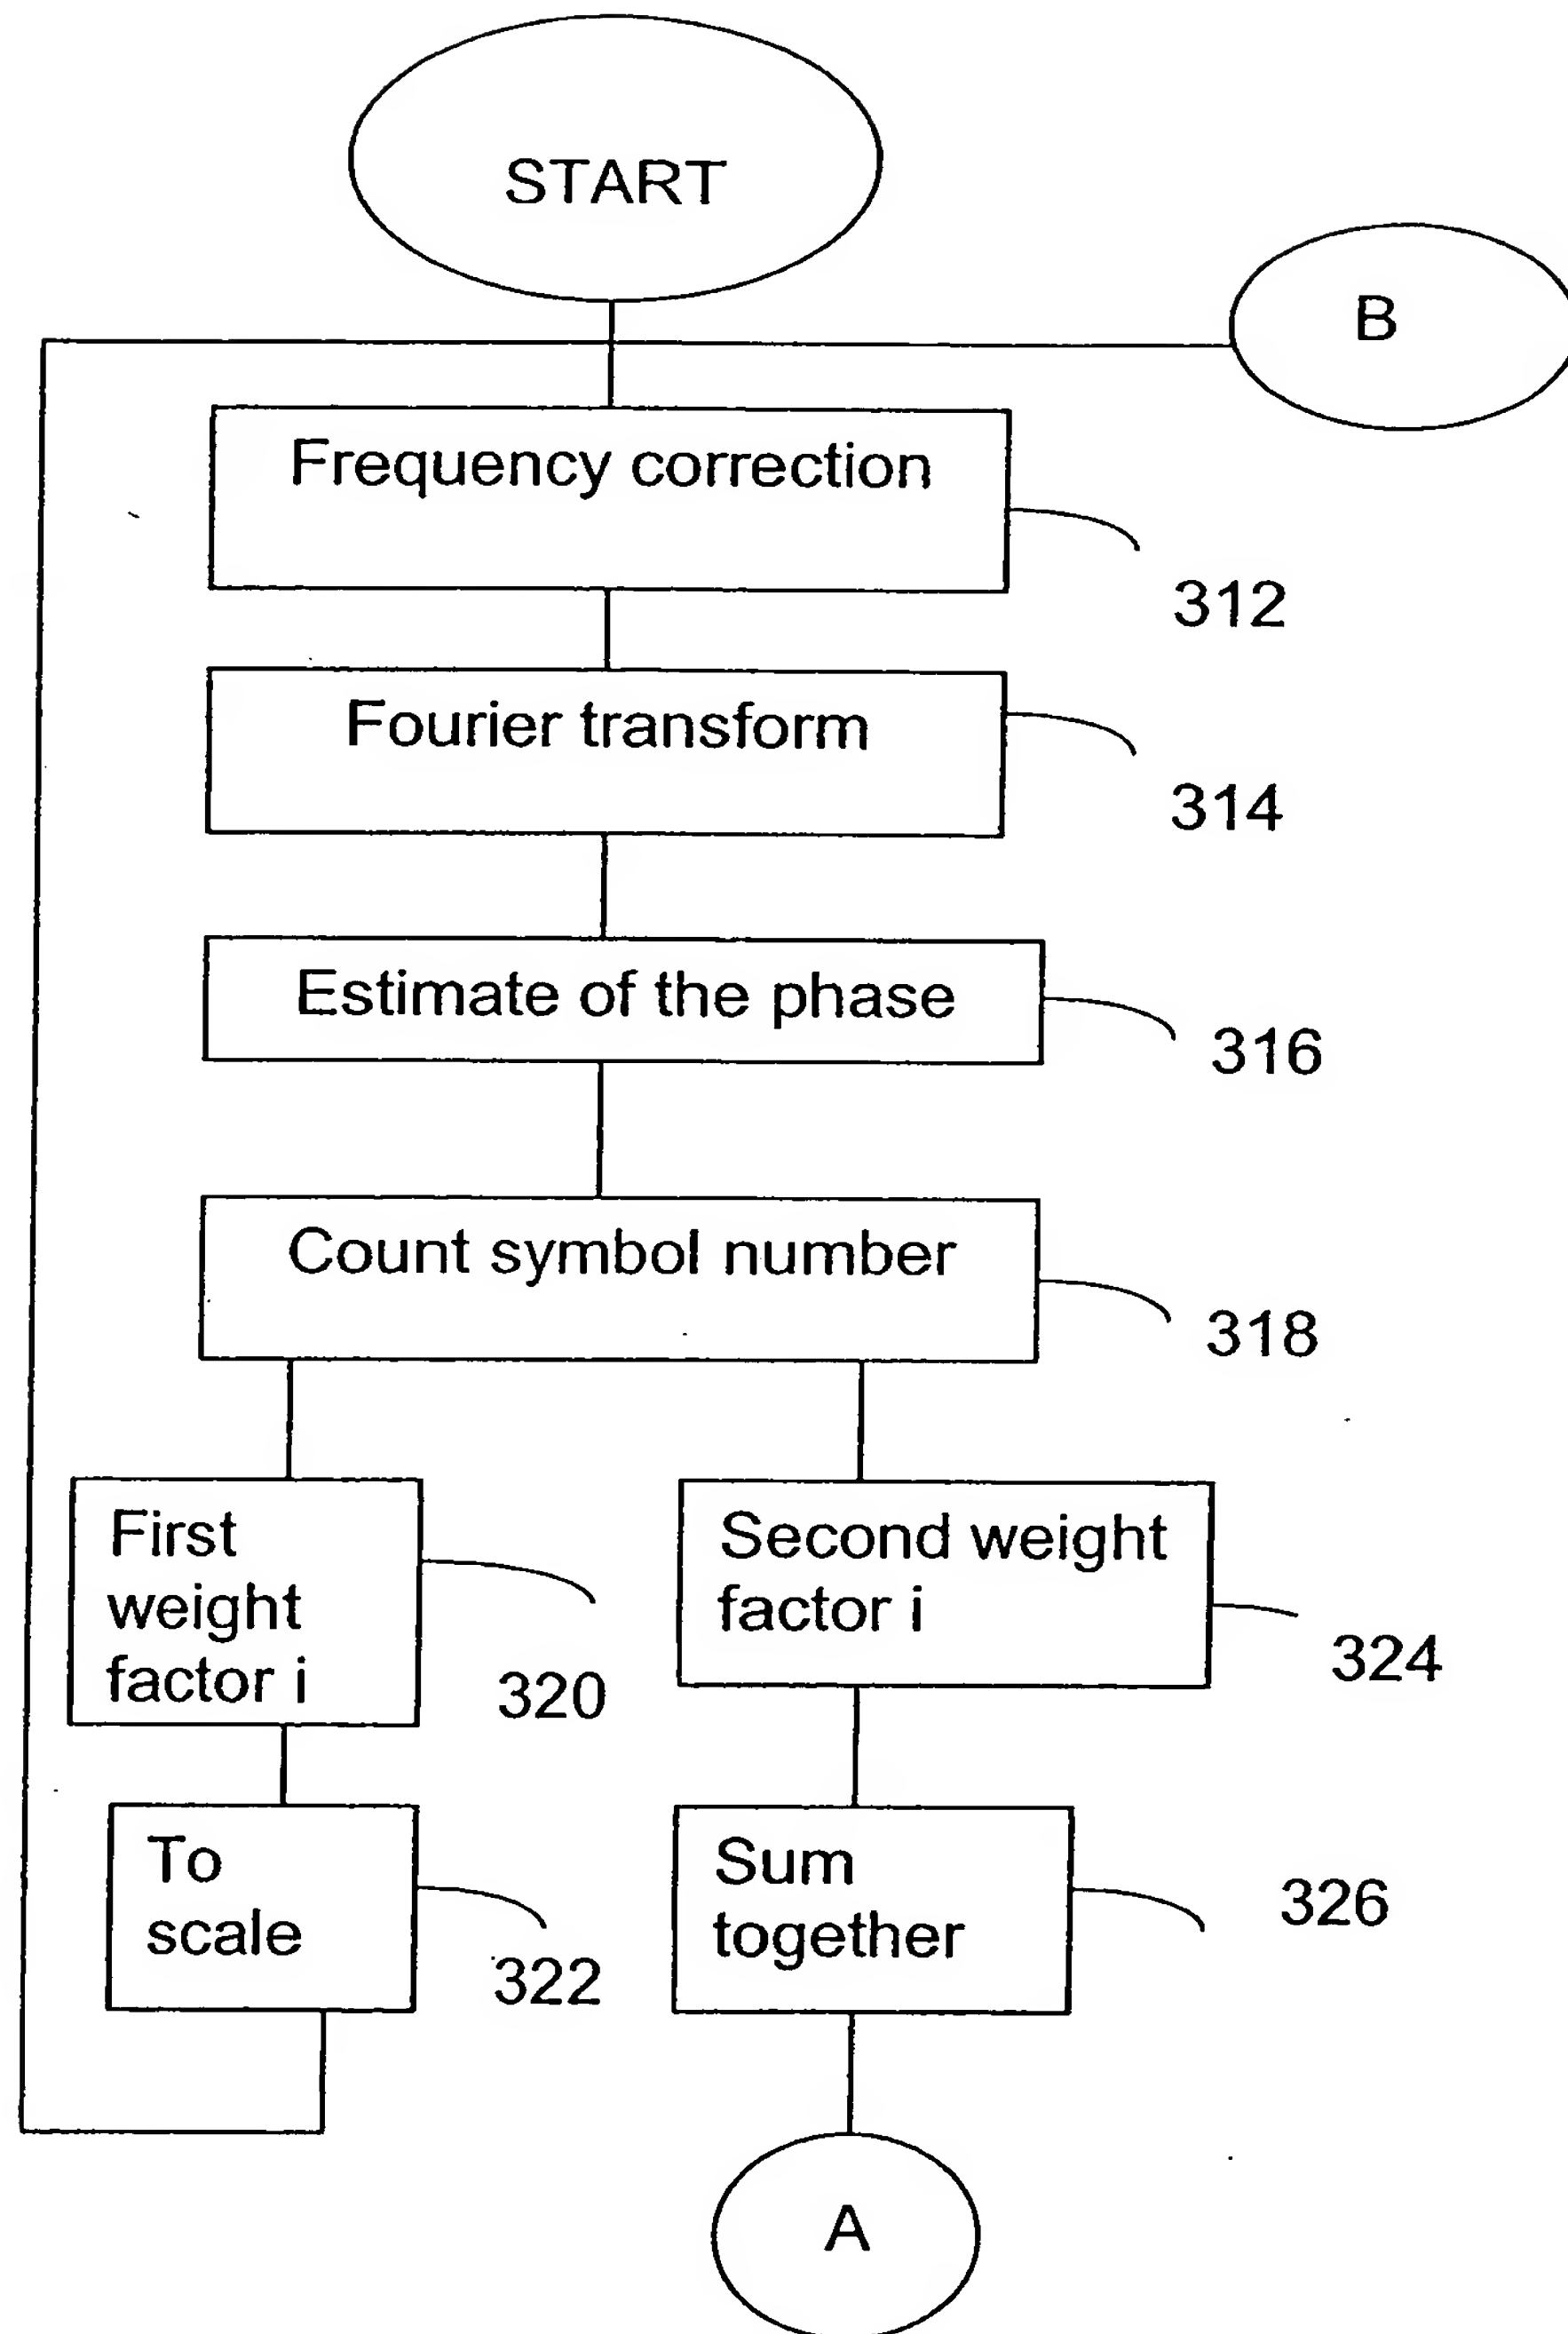 START
B
Frequency correction
312
Fourier transform
314
Estimate of the phase
316
Count symbol number
318
First
weight
factor i
320
Second weight
factor i
324
To
scale
322
Sum
together
326
A